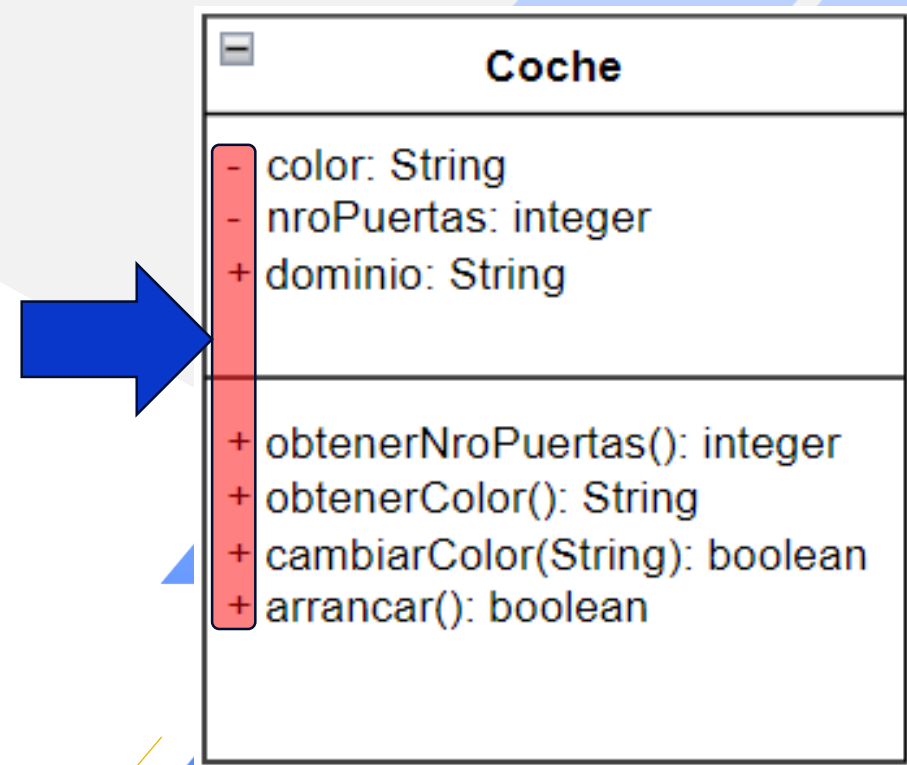 Coche
- color: String
- nroPuertas: integer
+ dominio: String
+ obtenerNroPuertas(): integer
+ obtenerColor(): String
+ cambiarColor(String): boolean
+ arrancar(): boolean